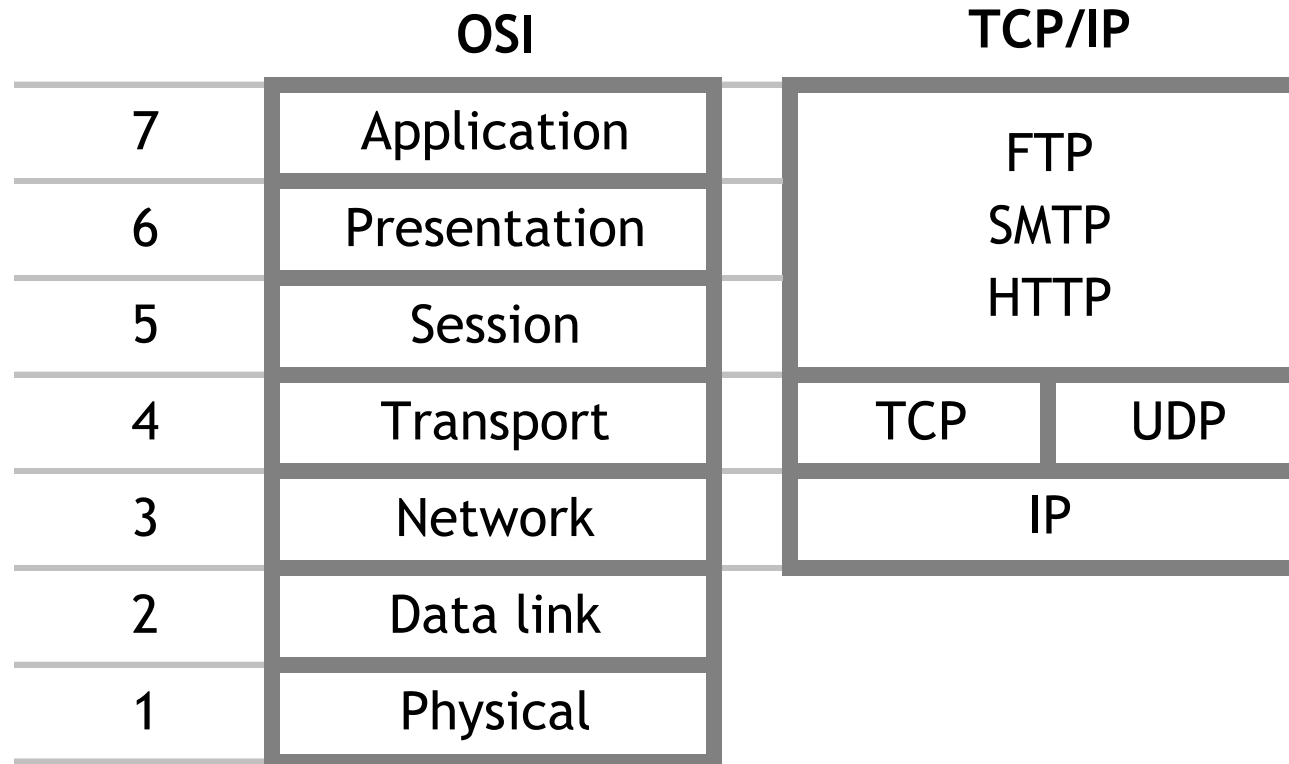 OSI TCP/IP
7 Application
6 Presentation
5 Session
FTP
SMTP
HTTP
4 Transport TCP UDP
3 Network IP
2 Data link
1 Physical